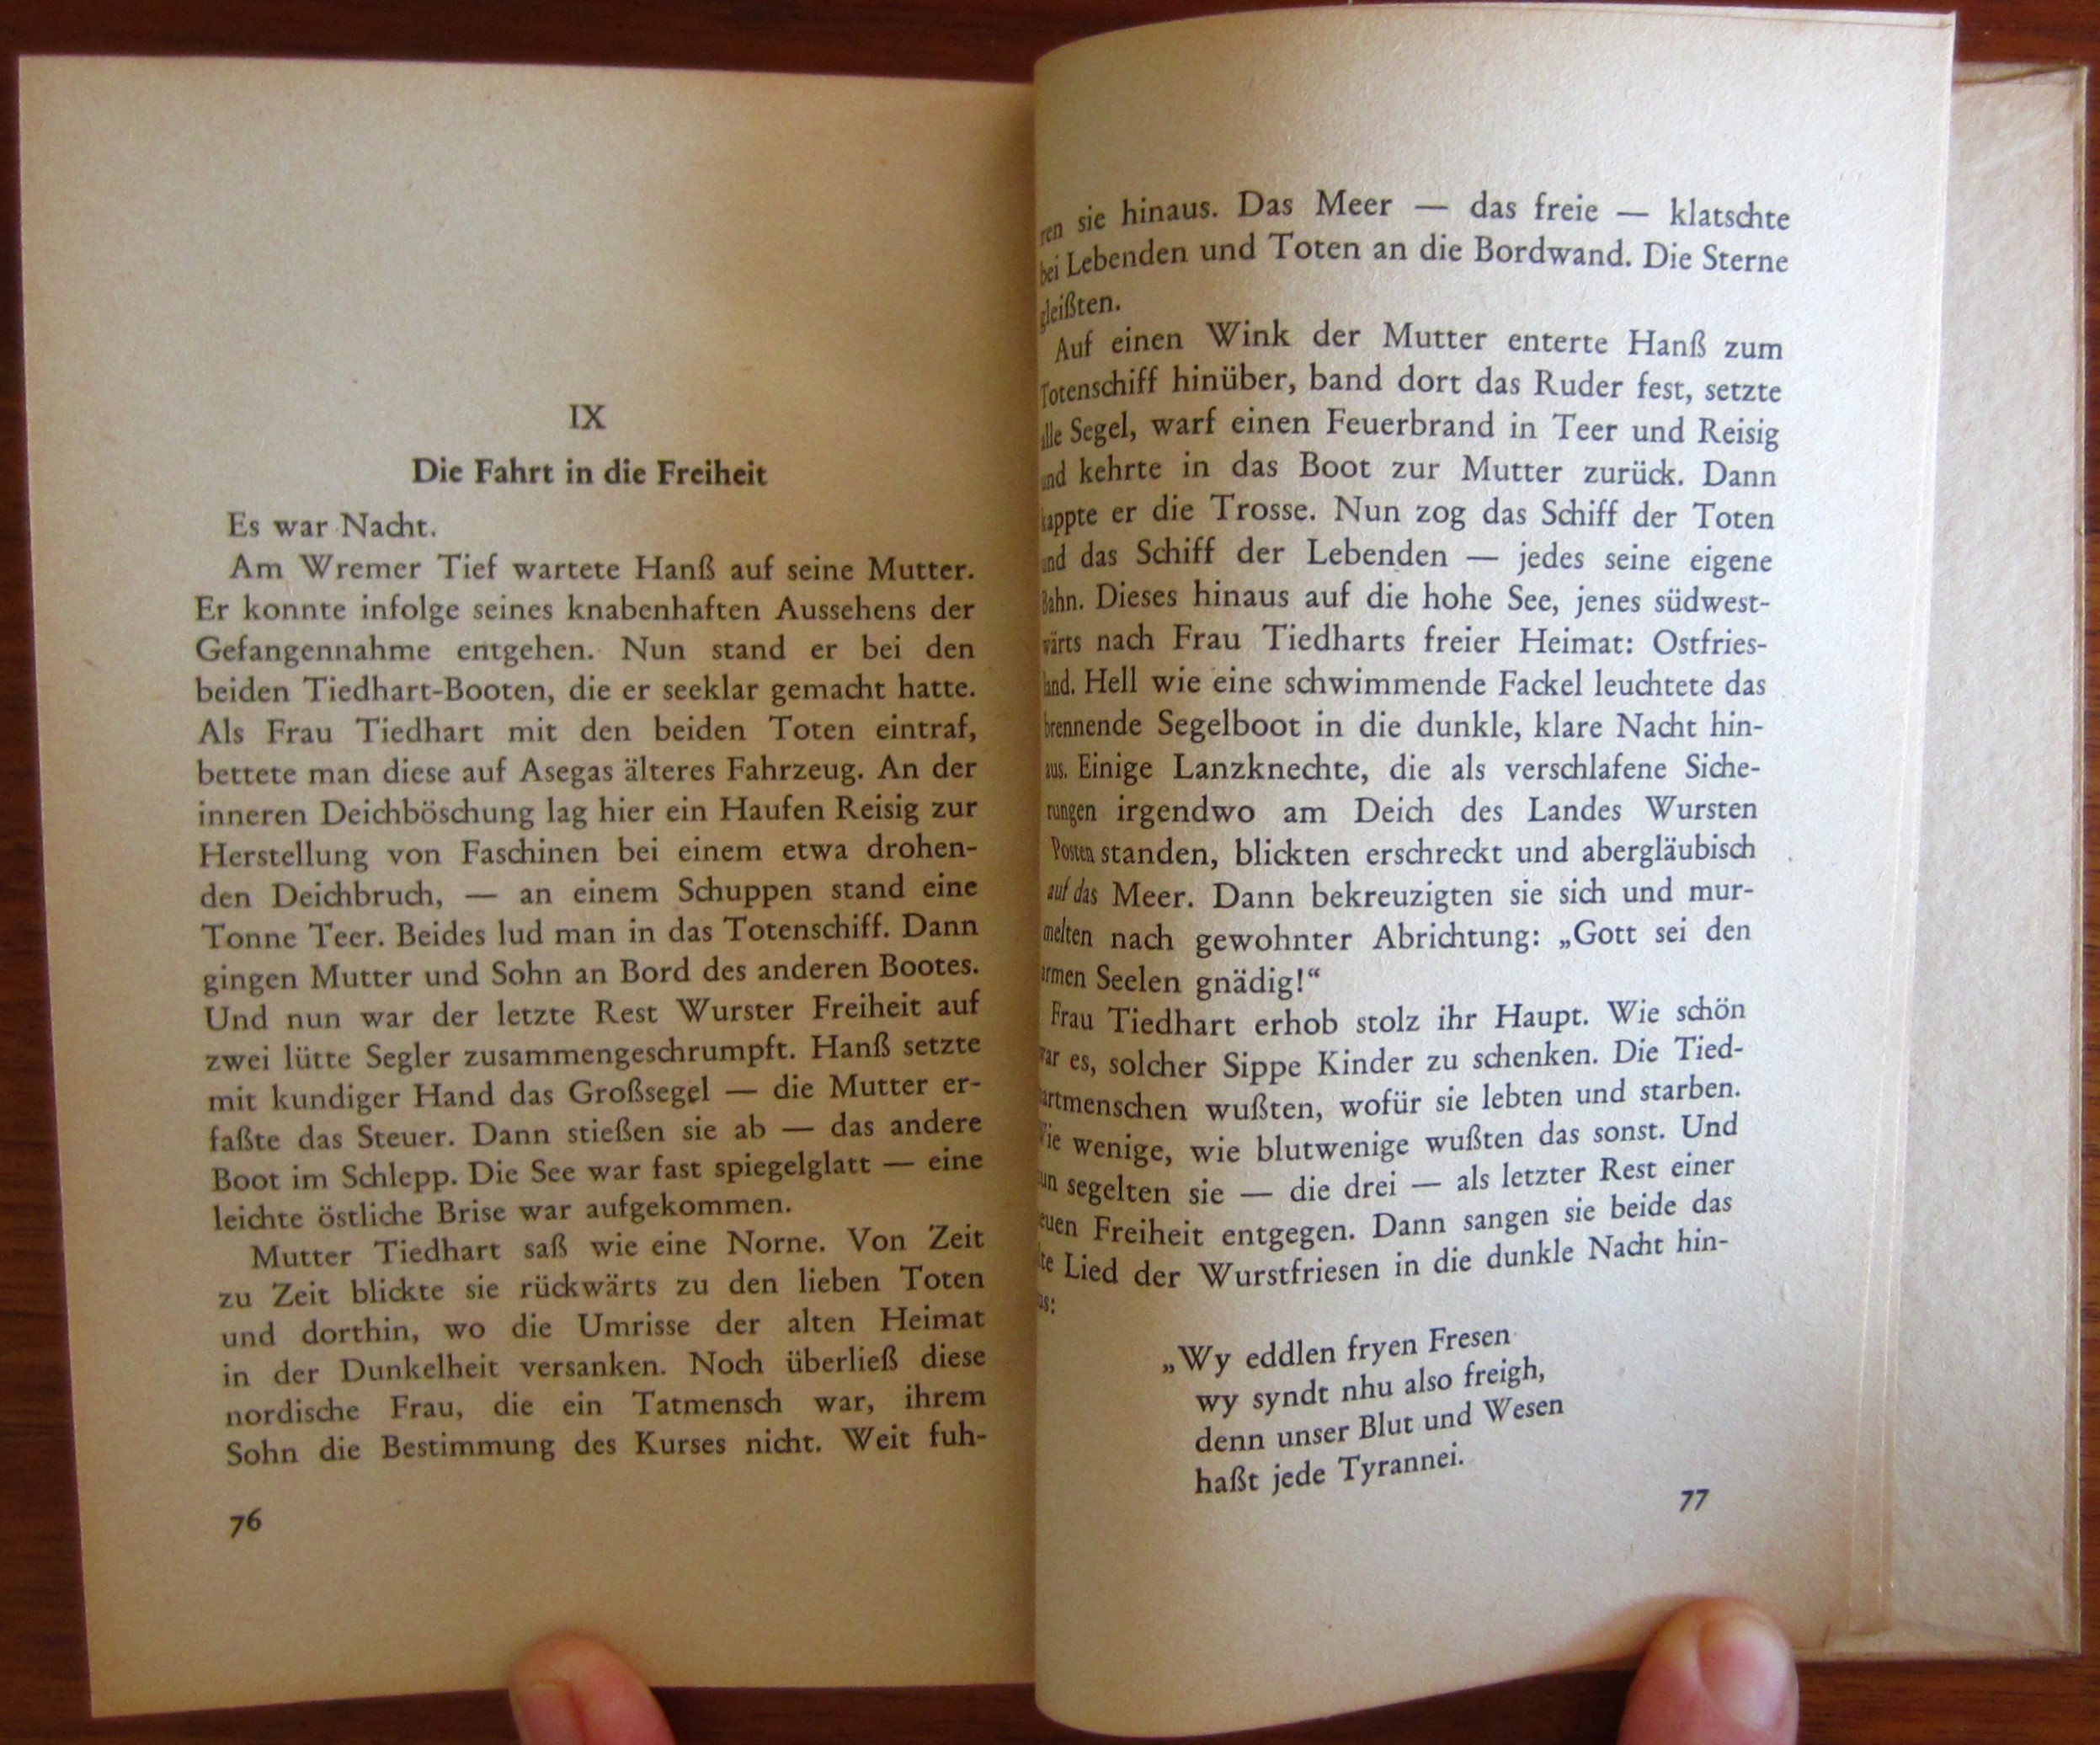 IX
Die Fahrt in die Freiheit
Es war Nacht.
Am Wremer Tief wartete Hanß auf seine Mutter.
Er konnte infolge seines knabenhaften Aussehens der
Gefangennahme entgehen. Nun stand er bei den
beiden Tiedhart-Booten, die er seeklar gemacht hatte.
Als Frau Tiedhart mit den beiden Toten eintraf,
bettete man diese auf Asegas älteres Fahrzeug. An der
inneren Deichböschung lag hier ein Haufen Reisig zur
Herstellung von Faschinen bei einem etwa drohen-
den Deichbruch, — an einem Schuppen stand eine
Tonne Teer. Beides lud man in das Totenschiff. Dann
gingen Mutter und Sohn an Bord des anderen Bootes.
Und nun war der letzte Rest Wurster Freiheit auf
zwei lütte Segler zusammengeschrumpft. Hanß setzte
mit kundiger Hand das Großsegel — die Mutter er-
faßte das Steuer. Dann stießen sie ab — das andere
Boot im Schlepp. Die See war fast spiegelglatt — eine
leichte östliche Brise war aufgekommen.
Mutter Tiedhart saß wie eine Norne. Von Zeit
zu Zeit blickte sie rückwärts zu den lieben Toten
und dorthin, wo die Umrisse der alten Heimat
in der Dunkelheit versanken. Noch überließ diese
nordische Frau, die ein Tatmensch war, ihrem
Sohn die Bestimmung des Kurses nicht. Weit fuh-
76
ren sie hinaus. Das Meer — das freie — klatschte
bei Lebenden und Toten an die Bordwand. Die Sterne
gleißten.
Auf einen Wink der Mutter enterte Hanß zum
Totenschiff hinüber, band dort das Ruder fest, setzte
alle Segel, warf einen Feuerbrand in Teer und Reisig
und kehrte in das Boot zur Mutter zurück. Dann
kappte er die Trosse. Nun zog das Schiff der Toten
und das Schiff der Lebenden — jedes seine eigene
Bahn. Dieses hinaus auf die hohe See, jenes südwest-
wärts nach Frau Tiedharts freier Heimat: Ostfries-
land. Hell wie eine schwimmende Fackel leuchtete das
brennende Segelboot in die dunkle, klare Nacht hin-
aus. Einige Lanzknechte, die als verschlafene Siche-
rungen irgendwo am Deich des Landes Wursten
Posten standen, blickten erschreckt und abergläubisch
auf das Meer. Dann bekreuzigten sie sich und mur-
melten nach gewohnter Abrichtung: „Gott sei den
armen Seelen gnädig!“
Frau Tiedhart erhob stolz ihr Haupt. Wie schön
war es, solcher Sippe Kinder zu schenken. Die Tied-
hartmenschen wußten, wofür sie lebten und starben.
Wie wenige, wie blutwenige wußten das sonst. Und
nun segelten sie — die drei — als letzter Rest einer
neuen Freiheit entgegen. Dann sangen sie beide das
alte Lied der Wurstfriesen in die dunkle Nacht hin-
aus:
„Wy eddlen fryen Fresen
wy syndt nhu also freigh,
denn unser Blut und Wesen
haßt jede Tyrannei.
77